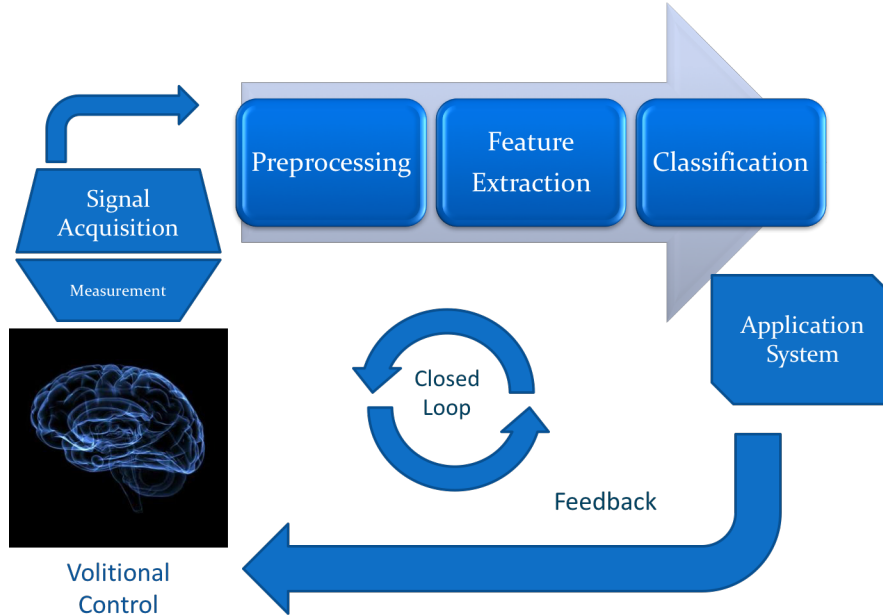 Preprocessing
Feature
Extraction
Classification
Signal
Acquisition
Measurement
Application
System
Closed
Loop
Feedback
Volitional
Control